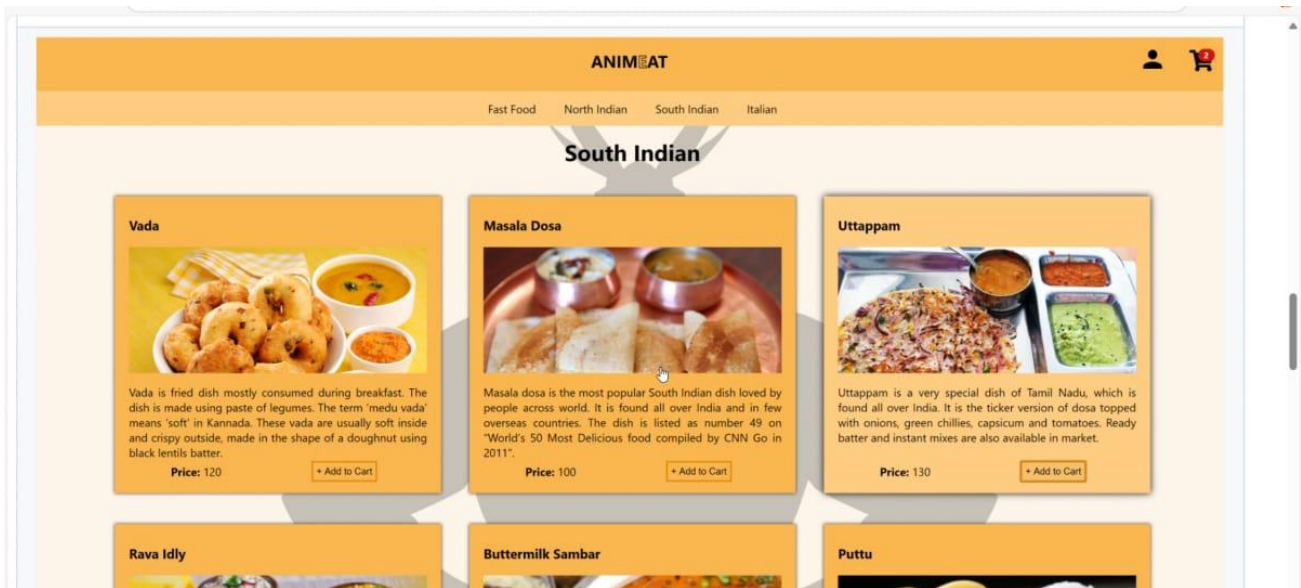 ANIMEAT
2
Fast Food North Indian South Indian Italian
South Indian
Vada
Masala Dosa
Uttappam
Vada is fried dish mostly consumed during breakfast. The
dish is made using paste of legumes. The term 'medu vada'
means 'soft' in Kannada. These vada are usually soft inside
and crispy outside, made in the shape of a doughnut using
black lentils batter.
Price: 120
+ Add to Cart
Masala dosa is the most popular South Indian dish loved by
people across world. It is found all over India and in few
overseas countries. The dish is listed as number 49 on
"World's 50 Most Delicious food compiled by CNN Go in
2011".
Price: 100
+ Add to Cart
Uttappam is a very special dish of Tamil Nadu, which is
found all over India. It is the ticker version of dosa topped
with onions, green chillies, capsicum and tomatoes. Ready
batter and instant mixes are also available in market.
Price: 130
+ Add to Cart
Rava Idly
Buttermilk Sambar
Puttu